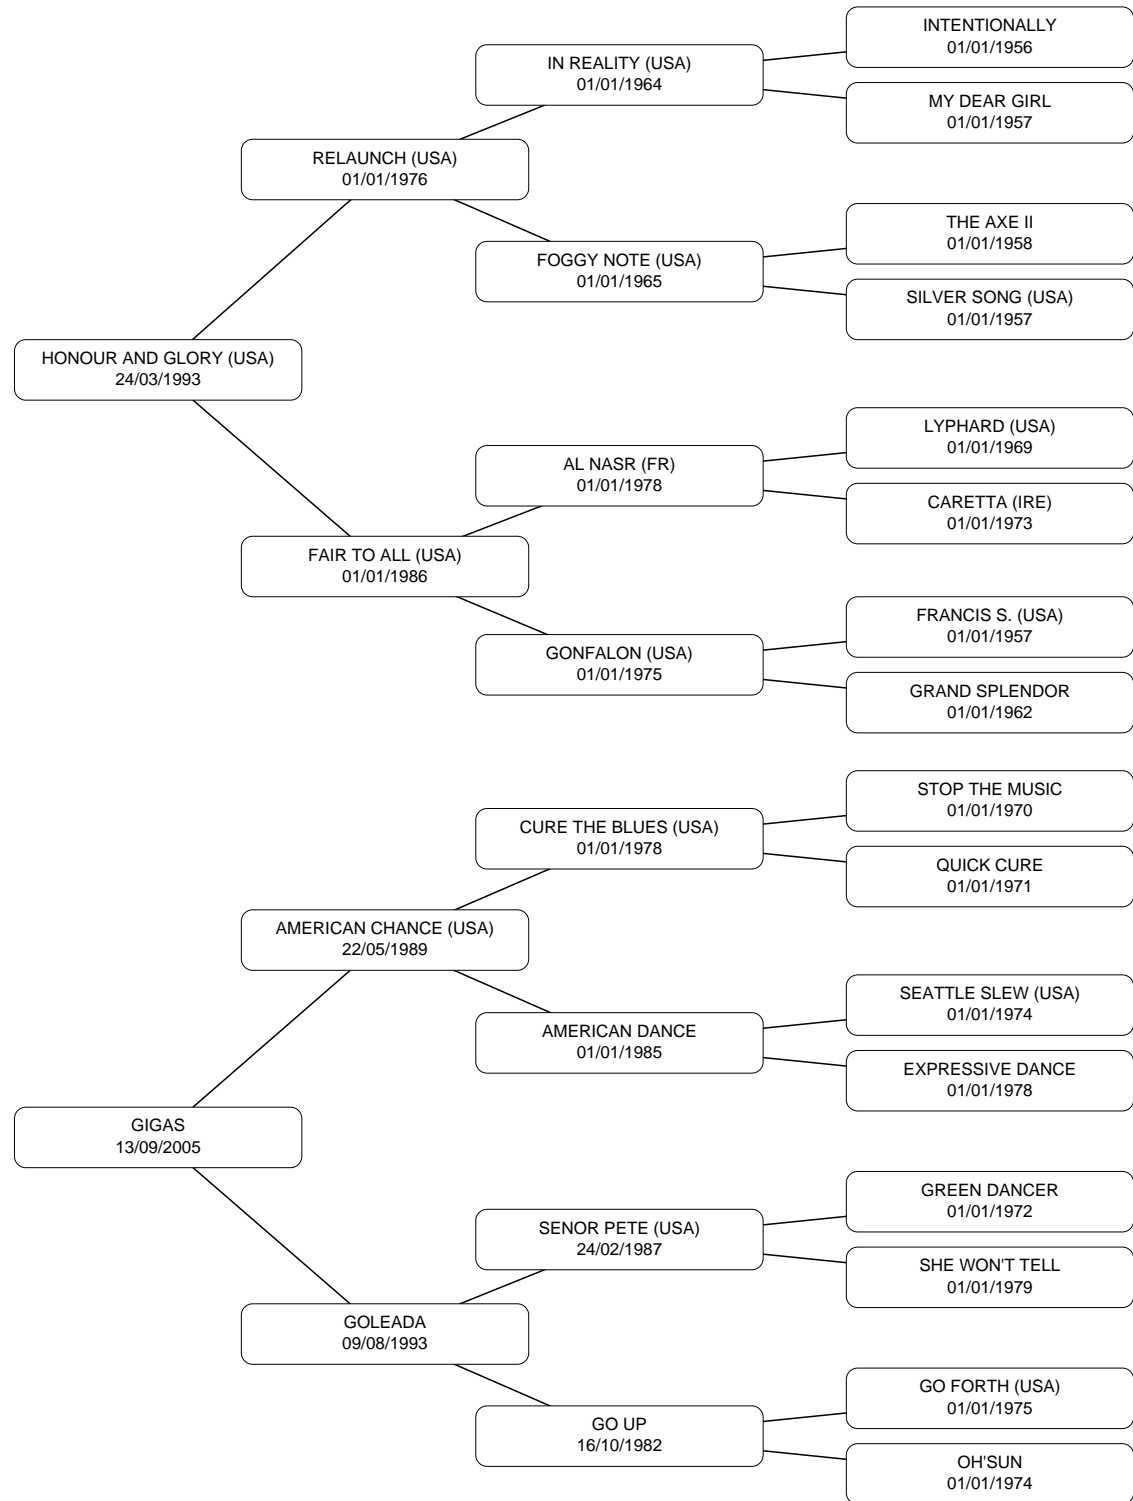 INTENTIONALLY
01/01/1956
IN REALITY (USA)
01/01/1964
MY DEAR GIRL
01/01/1957
RELAUNCH (USA)
01/01/1976
THE AXE II
01/01/1958
FOGGY NOTE (USA)
01/01/1965
SILVER SONG (USA)
01/01/1957
HONOUR AND GLORY (USA)
24/03/1993
LYPHARD (USA)
01/01/1969
AL NASR (FR)
01/01/1978
CARETTA (IRE)
01/01/1973
FAIR TO ALL (USA)
01/01/1986
FRANCIS S. (USA)
01/01/1957
GONFALON (USA)
01/01/1975
GRAND SPLENDOR
01/01/1962
STOP THE MUSIC
01/01/1970
CURE THE BLUES (USA)
01/01/1978
QUICK CURE
01/01/1971
AMERICAN CHANCE (USA)
22/05/1989
SEATTLE SLEW (USA)
01/01/1974
AMERICAN DANCE
01/01/1985
EXPRESSIVE DANCE
01/01/1978
GIGAS
13/09/2005
GREEN DANCER
01/01/1972
SENOR PETE (USA)
24/02/1987
SHE WON'T TELL
01/01/1979
GOLEADA
09/08/1993
GO FORTH (USA)
01/01/1975
GO UP
16/10/1982
OH'SUN
01/01/1974